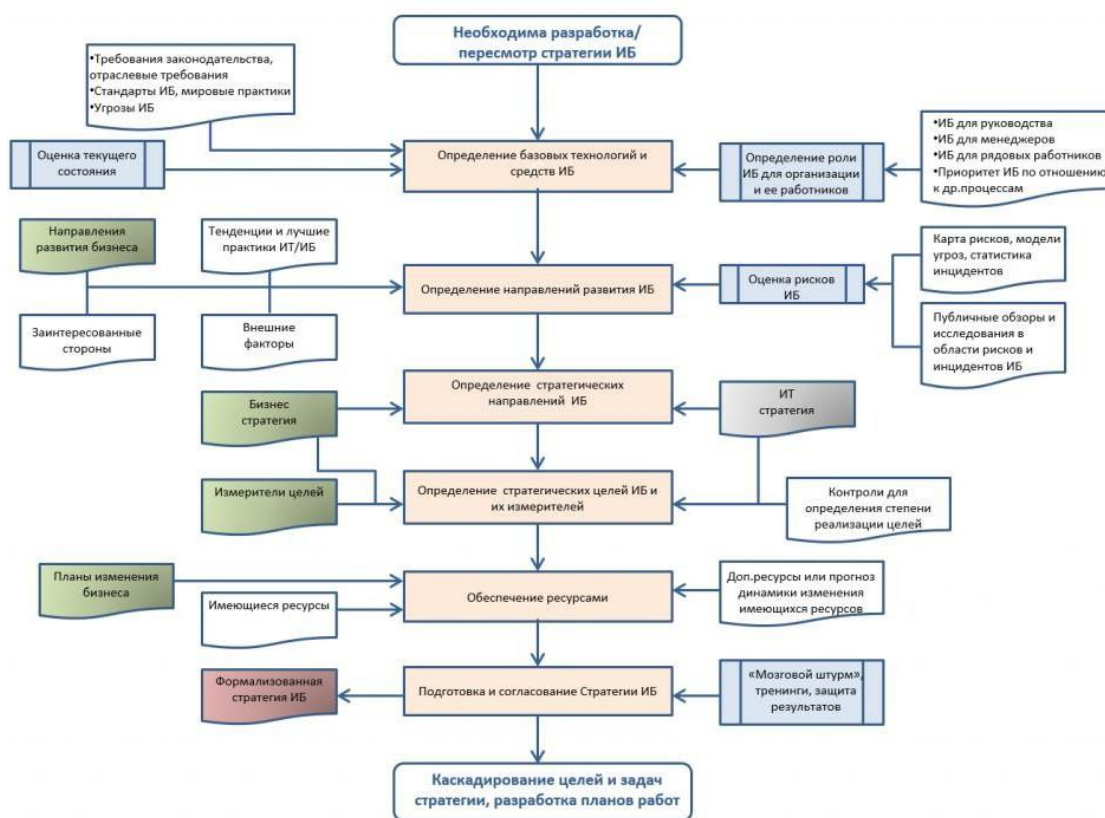 Необходима разработка/
пересмотр стратегии ИБ
•Требования законодательства,
отраслевые требования
•Стандарты ИБ, мировые практики
•Угрозы ИБ
Оценка текущего
состояния
Определение базовых технологий и
средств ИБ
Определение роли
ИБ для организации
и ее работников
•ИБ для руководства
•ИБ для менеджеров
•ИБ для рядовых работников
•Приоритет ИБ по отношению
к др.процессам
Направления
развития бизнеса
Тенденции и лучшие
практики ИТ/ИБ
Заинтересованные
стороны
Внешние
факторы
Определение направлений развития ИБ
Оценка рисков
ИБ
Карта рисков, модели
угроз, статистика
инцидентов
Публичные обзоры и
исследования в
области рисков и
инцидентов ИБ
Бизнес
стратегия
Определение стратегических
направлений ИБ
ИТ
стратегия
Измерители целей
Определение стратегических целей ИБ и
их измерителей
Контроли для
определения степени
реализации целей
Планы изменения
бизнеса
Имеющиеся ресурсы
Обеспечение ресурсами
Доп.ресурсы или прогноз
динамики изменения
имеющихся ресурсов
Формализованная
стратегия ИБ
Подготовка и согласование Стратегии ИБ
«Мозговой штурм»,
тренинги, защита
результатов
Каскадирование целей и задач
стратегии, разработка планов работ